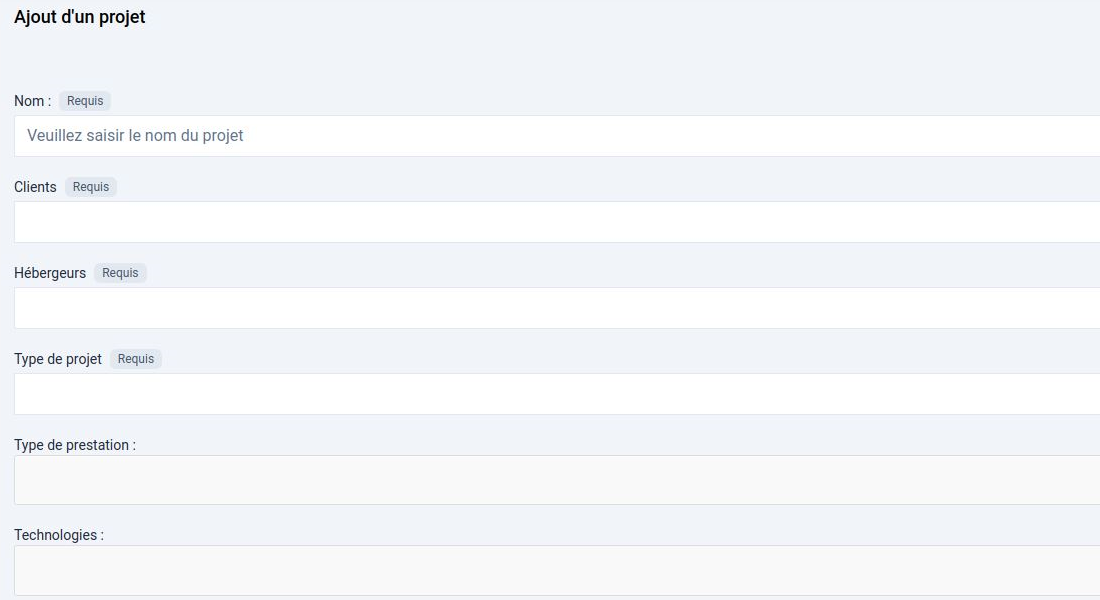 Ajout d'un projet
Nom : Requis
Veuillez saisir le nom du projet
Clients Requis
Hébergeurs Requis
Type de projet Requis
Type de prestation :
Technologies :